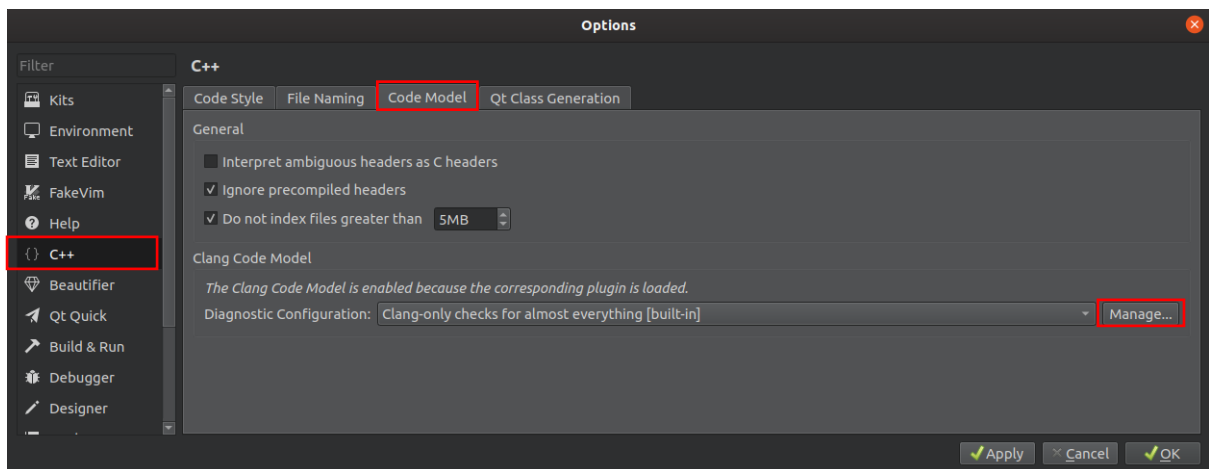 Options
Filter
Kits
Environment
Text Editor
FakeVim
Help
{} C++
Beautifier
Qt Quick
Build & Run
Debugger
Designer
C++
Code Style File Naming Code Model Qt Class Generation
General
Interpret ambiguous headers as C headers
Ignore precompiled headers
Do not index files greater than 5MB
Clang Code Model
The Clang Code Model is enabled because the corresponding plugin is loaded.
Diagnostic Configuration: Clang-only checks for almost everything [built-in] Manage...
Apply Cancel OK